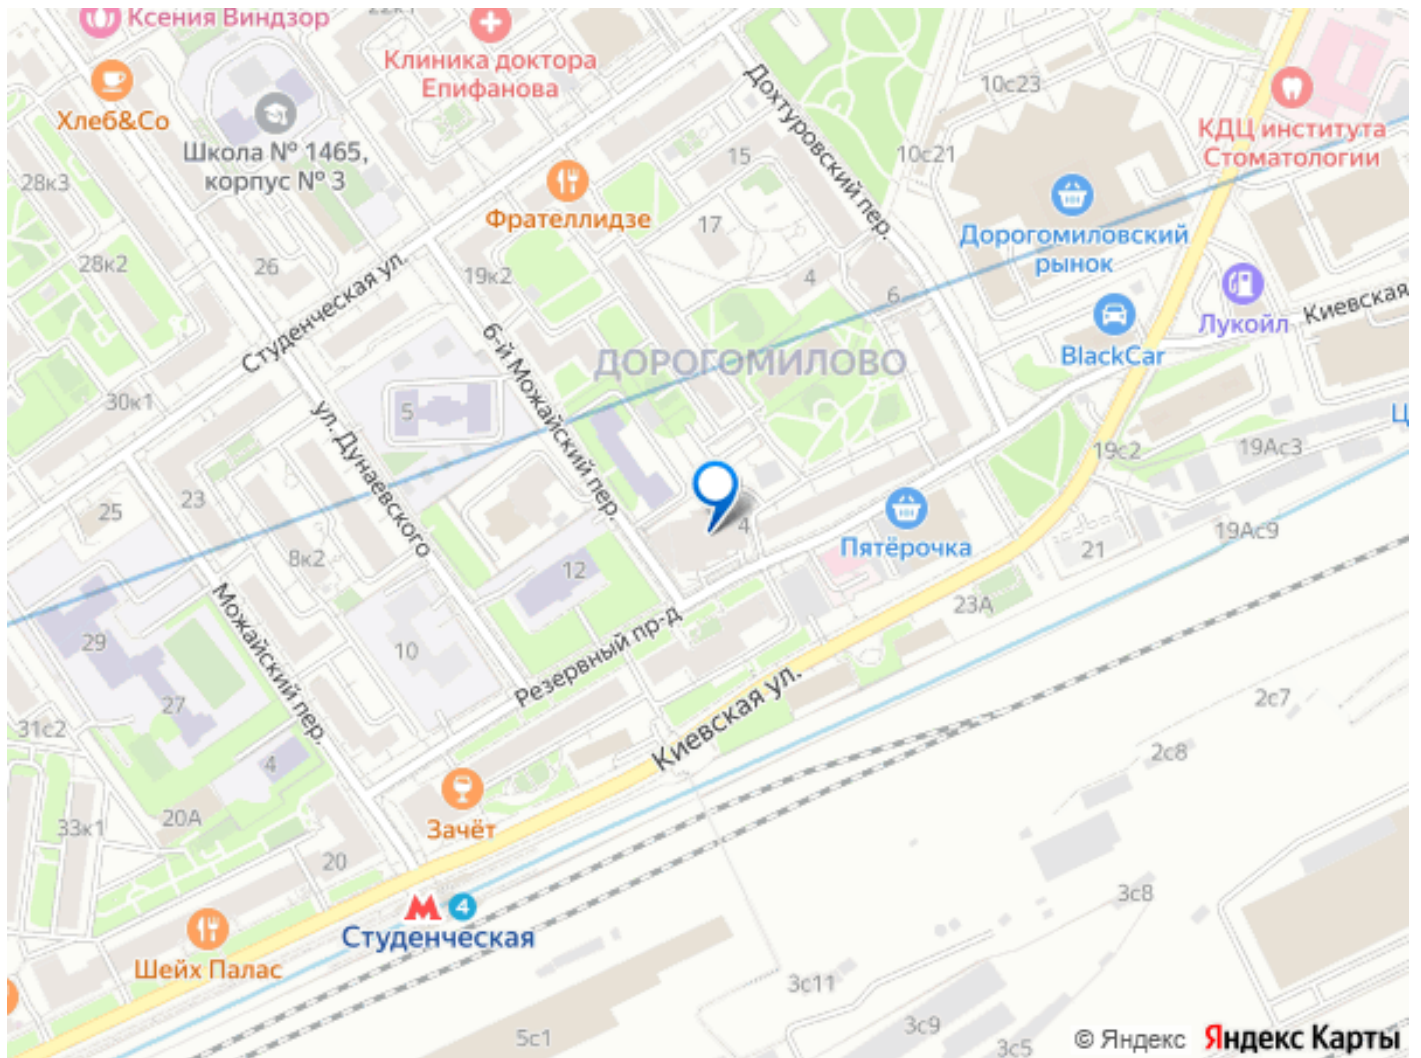 Ксения Виндзор
Клиника доктора
Епифанова
Хлеб&Co
Школа № 1465,
корпус № 3
28к3
Фрателлидзе
15
17
Дохтуровский пер.
10с23
10с21
КДЦ института
Стоматологии
Дорогомиловский
рынок
28к2
26
Студенческая ул.
19к2
6-й Можайский пер.
4
6
BlackCar
Лукойл
Киевская
ДОРОГОМИЛОВО
30к1
5
ул. Дунаевского
19с2
19Ас3
Ц
25
23
8к2
12
4
Пятёрочка
21
19Ас9
23А
29
27
Можайский пер.
10
Резервный пр-д
Киевская ул.
31с2
4
2с7
2с8
20А
33к1
20
Зачёт
3с8
4
Студенческая
Шейх Палас
3с11
5с1
3с9
3с5
© Яндекс Яндекс Карты